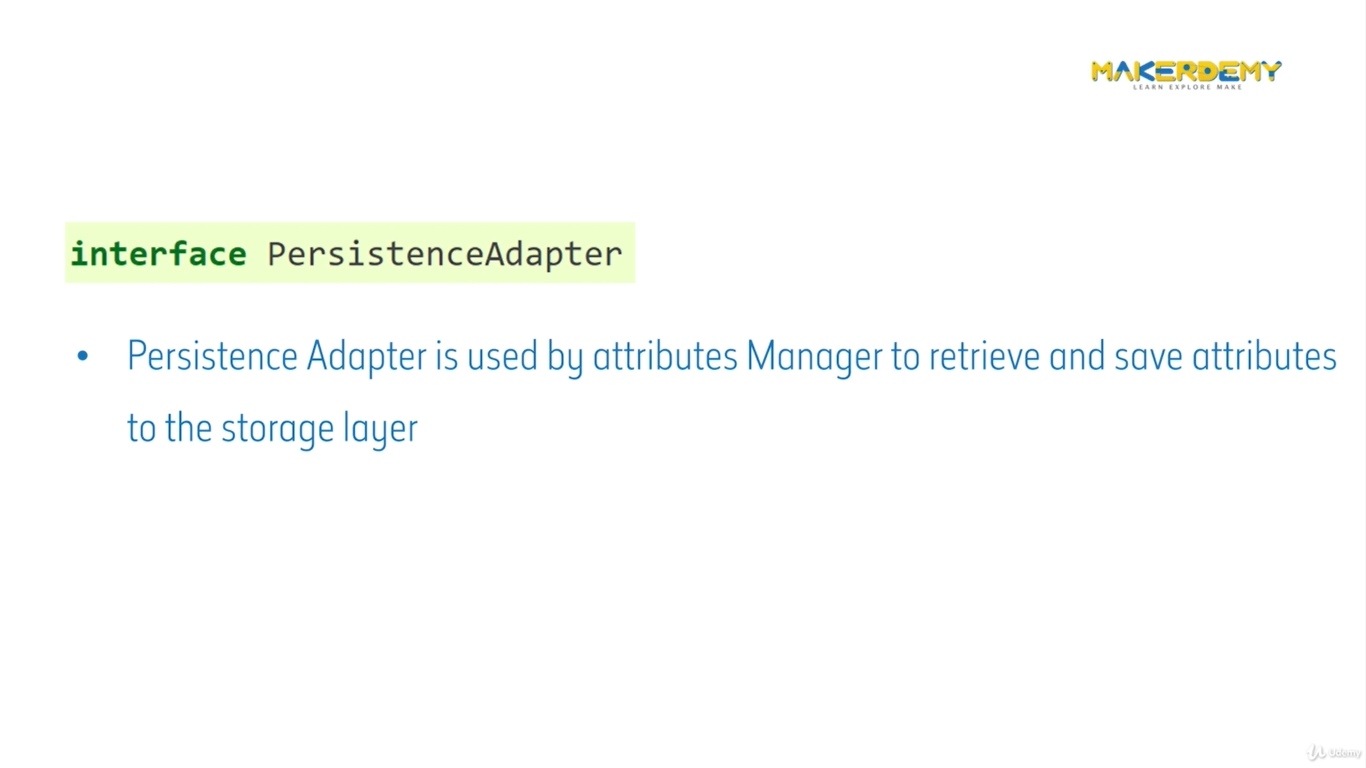 MAKERDEMY
LEARN EXPLORE MAKE
interface PersistenceAdapter
• Persistence Adapter is used by attributes Manager to retrieve and save attributes
to the storage layer
Udemy